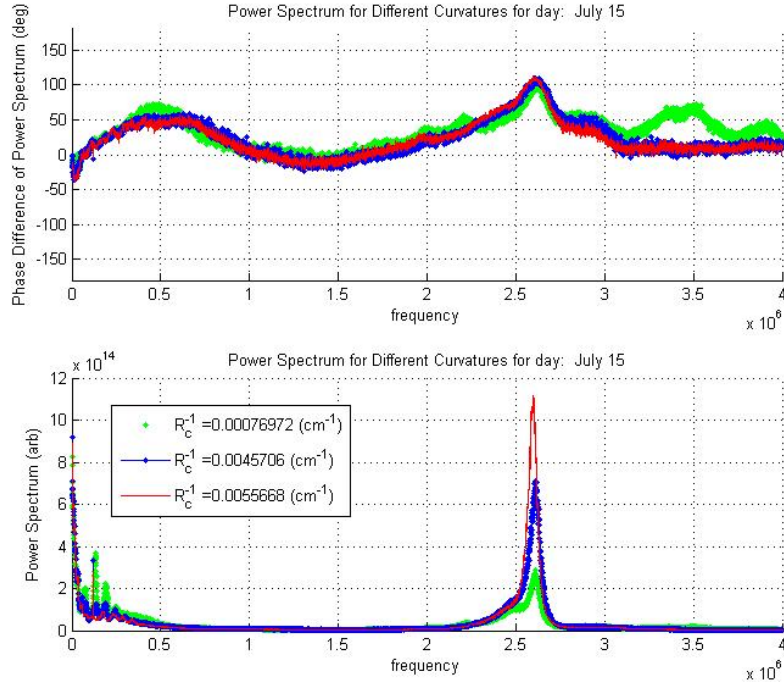 Power Spectrum for Different Curvatures for day: July 15
Phase Difference of Power Spectrum (deg)
150
100
50
0
-50
-100
-150
0 0.5 1 1.5 2 2.5 3 3.5 4
frequency
x 10^6
x 10^14
Power Spectrum for Different Curvatures for day: July 15
Power Spectrum (arb)
12
10
8
6
4
2
0
R_c^-1 =0.00076972 (cm^-1)
R_c^-1 =0.0045706 (cm^-1)
R_c^-1 =0.0055668 (cm^-1)
0 0.5 1 1.5 2 2.5 3 3.5 4
frequency
x 10^6